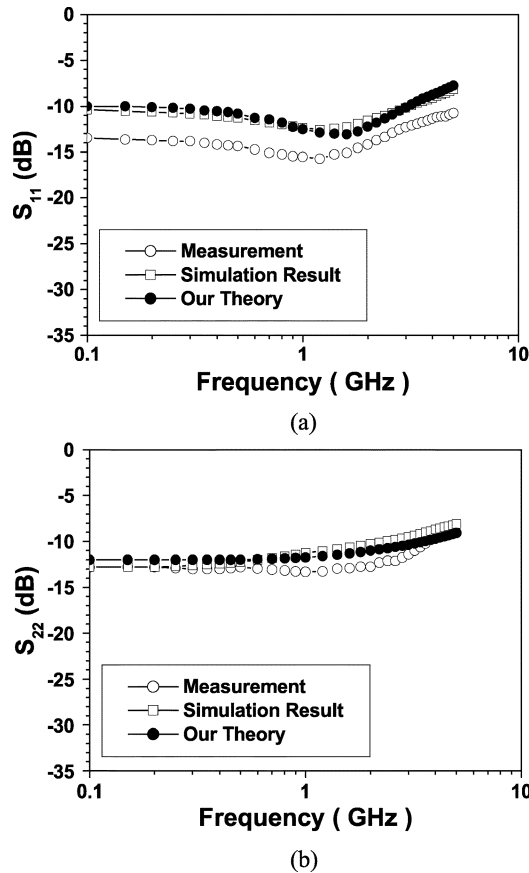 0
-5
-10
-15
-20
-25
-30
-35
S11 (dB)
Measurement
Simulation Result
Our Theory
0.1 1 10
Frequency ( GHz )
(a)
0
-5
-10
-15
-20
-25
-30
-35
S22 (dB)
Measurement
Simulation Result
Our Theory
0.1 1 10
Frequency ( GHz )
(b)